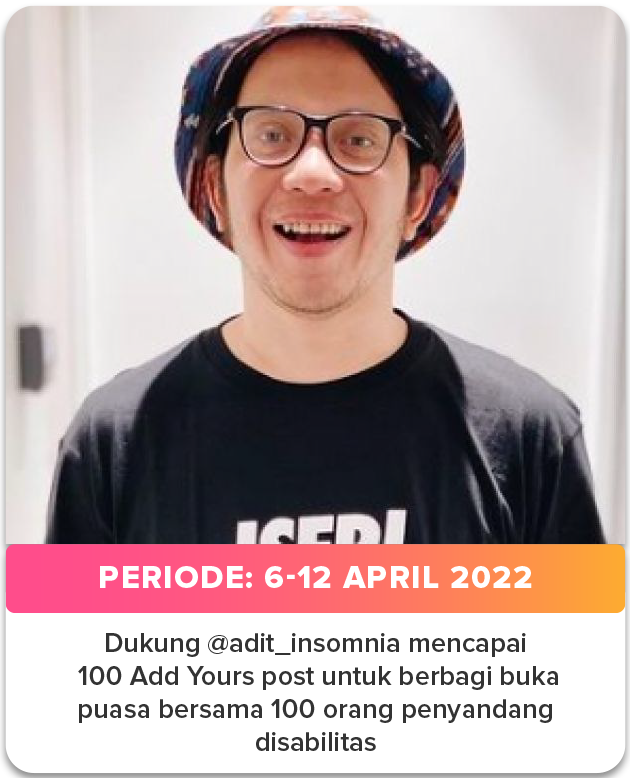 PERIODE: 6-12 APRIL 2022
Dukung @adit_insomnia mencapai
100 Add Yours post untuk berbagi buka
puasa bersama 100 orang penyandang
disabilitas